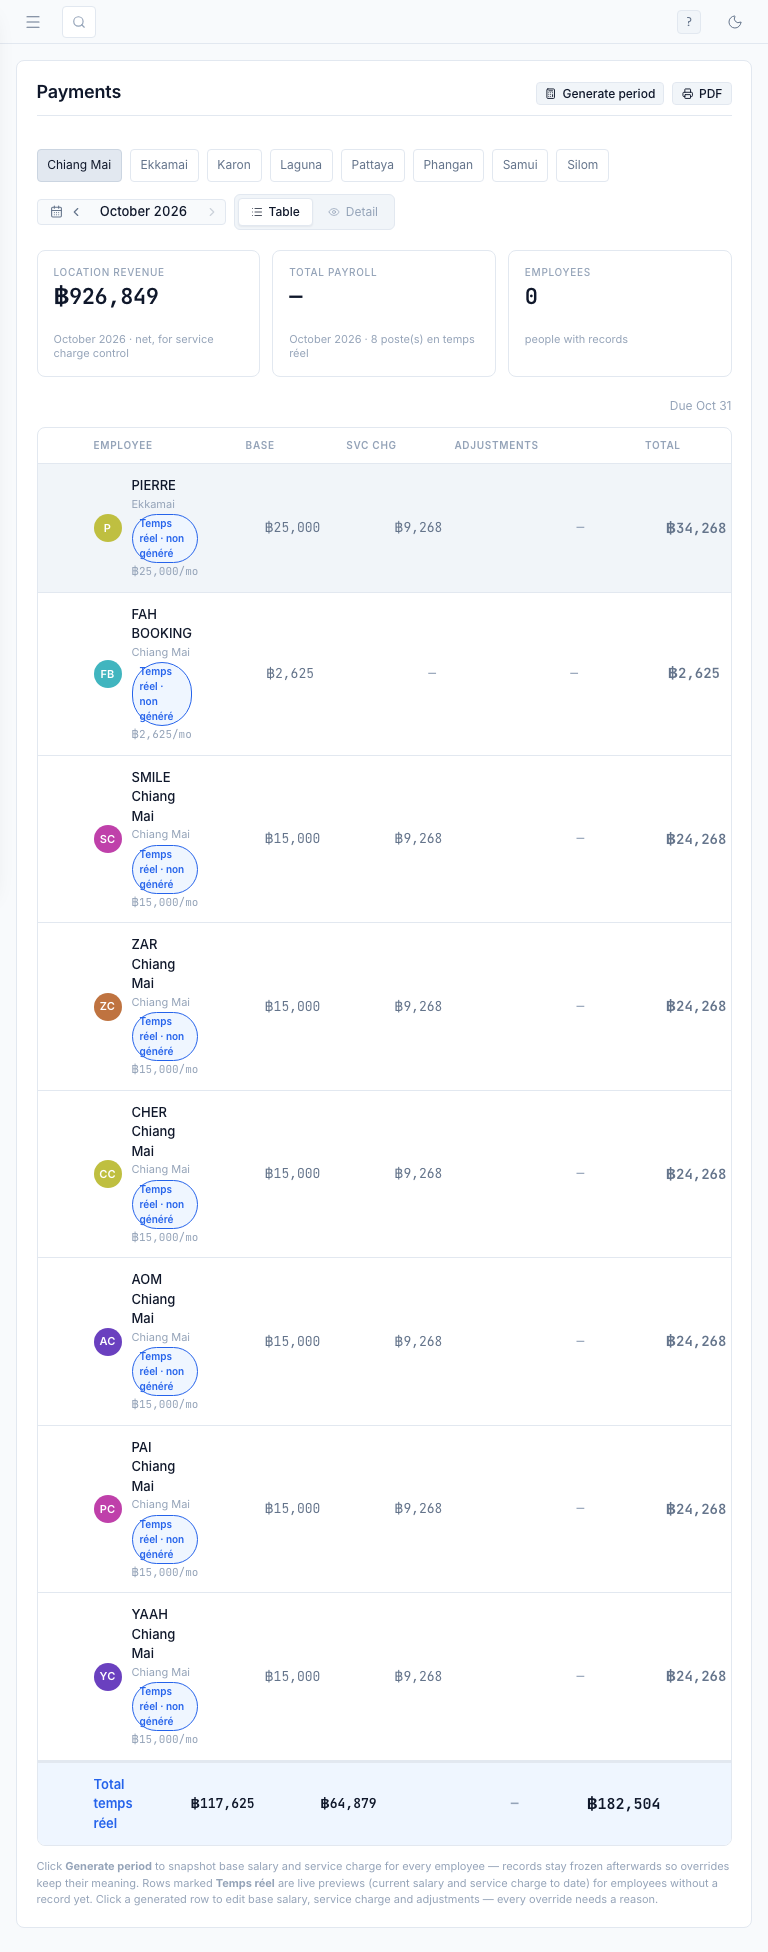 ?
Payments
Generate period
PDF
Chiang Mai
Ekkamai
Karon
Laguna
Pattaya
Phangan
Samui
Silom
October 2026
Table
Detail
LOCATION REVENUE
฿926,849
October 2026 · net, for service
charge control
TOTAL PAYROLL
—
October 2026 · 8 poste(s) en temps
réel
EMPLOYEES
0
people with records
Due Oct 31
EMPLOYEE BASE SVC CHG ADJUSTMENTS TOTAL
PIERRE
Ekkamai
P
Temps
réel · non
généré
฿25,000/mo
฿25,000 ฿9,268 — ฿34,268
FAH
BOOKING
Chiang Mai
FB
Temps
réel ·
non
généré
฿2,625/mo
฿2,625 — — ฿2,625
SMILE
Chiang
Mai
Chiang Mai
SC
Temps
réel · non
généré
฿15,000/mo
฿15,000 ฿9,268 — ฿24,268
ZAR
Chiang
Mai
Chiang Mai
ZC
Temps
réel · non
généré
฿15,000/mo
฿15,000 ฿9,268 — ฿24,268
CHER
Chiang
Mai
Chiang Mai
CC
Temps
réel · non
généré
฿15,000/mo
฿15,000 ฿9,268 — ฿24,268
AOM
Chiang
Mai
Chiang Mai
AC
Temps
réel · non
généré
฿15,000/mo
฿15,000 ฿9,268 — ฿24,268
PAI
Chiang
Mai
Chiang Mai
PC
Temps
réel · non
généré
฿15,000/mo
฿15,000 ฿9,268 — ฿24,268
YAAH
Chiang
Mai
Chiang Mai
YC
Temps
réel · non
généré
฿15,000/mo
฿15,000 ฿9,268 — ฿24,268
Total
temps
réel
฿117,625 ฿64,879 — ฿182,504
Click Generate period to snapshot base salary and service charge for every employee — records stay frozen afterwards so overrides
keep their meaning. Rows marked Temps réel are live previews (current salary and service charge to date) for employees without a
record yet. Click a generated row to edit base salary, service charge and adjustments — every override needs a reason.